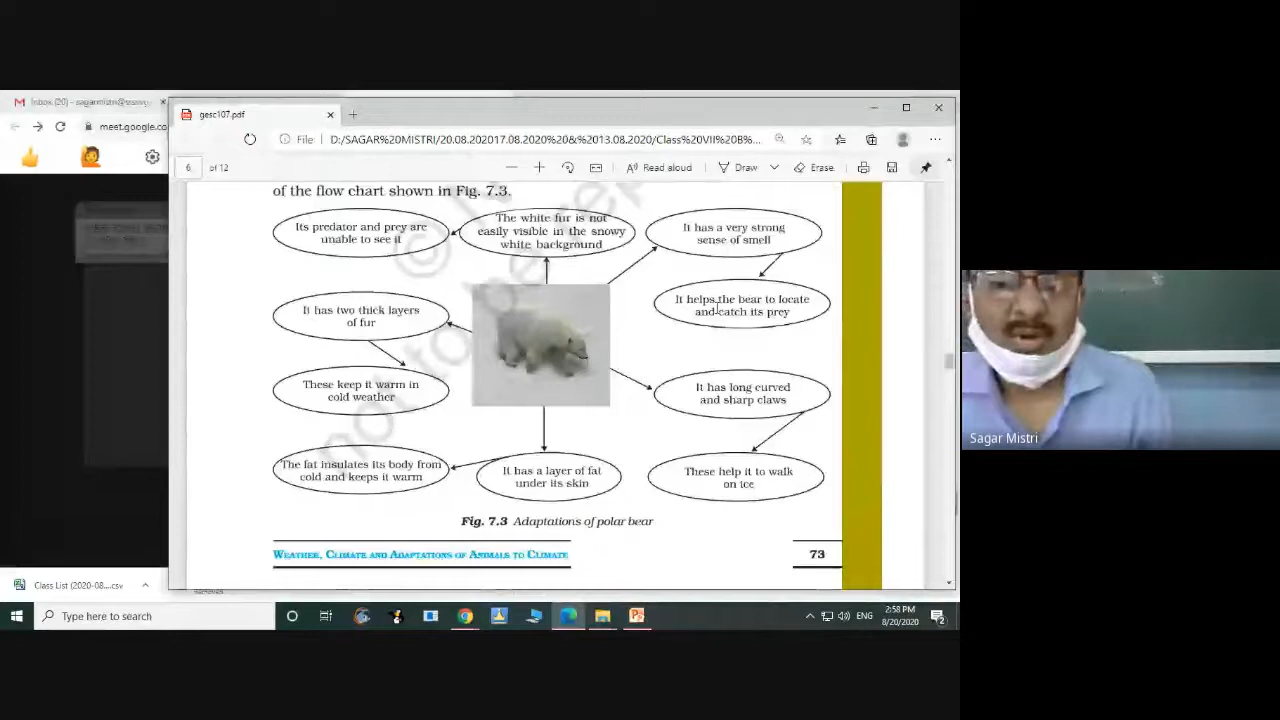 Inbox (20) - sagarmistri@sssvv
gesc107.pdf
meet.google.co
File
D:/SAGAR%20MISTRI/20.08.202017.08.2020%20&%2013.08.2020/Class%20VII%20B%...
6 of 12
Read aloud
Draw
Erase
of the flow chart shown in Fig. 7.3.
Its predator and prey are
unable to see it
The white fur is not
easily visible in the snowy
white background
It has a very strong
sense of smell
It helps the bear to locate
and catch its prey
It has two thick layers
of fur
These keep it warm in
cold weather
It has long curved
and sharp claws
The fat insulates its body from
cold and keeps it warm
It has a layer of fat
under its skin
These help it to walk
on ice
Fig. 7.3 Adaptations of polar bear
Weather, Climate and Adaptations of Animals to Climate
73
not to be rep
Class List (2020-08....csv
Type here to search
ENG
2:58 PM
8/20/2020
2
Sagar Mistri